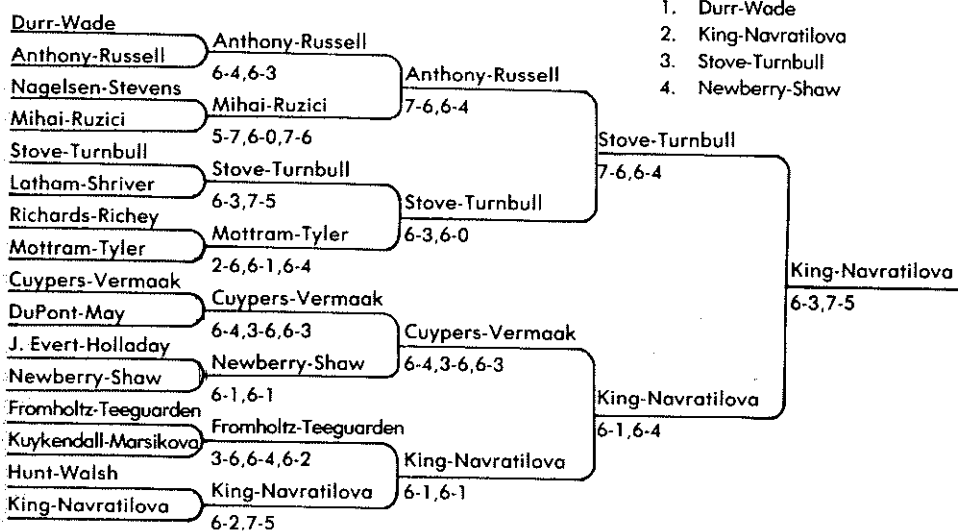 1. Durr-Wade
2. King-Navratilova
3. Stove-Turnbull
4. Newberry-Shaw
Durr-Wade
Anthony-Russell
Nagelsen-Stevens
Mihai-Ruzici
Stove-Turnbull
Latham-Shriver
Richards-Richey
Mottram-Tyler
Cuypers-Vermaak
DuPont-May
J. Evert-Holladay
Newberry-Shaw
Fromholtz-Teeguarden
Kuykendall-Marsikova
Hunt-Walsh
King-Navratilova
Anthony-Russell
6-4,6-3
Mihai-Ruzici
5-7,6-0,7-6
Stove-Turnbull
6-3,7-5
Mottram-Tyler
2-6,6-1,6-4
Cuypers-Vermaak
6-4,3-6,6-3
Newberry-Shaw
6-1,6-1
Fromholtz-Teeguarden
3-6,6-4,6-2
King-Navratilova
6-2,7-5
Anthony-Russell
7-6,6-4
Stove-Turnbull
6-3,6-0
Cuypers-Vermaak
6-4,3-6,6-3
King-Navratilova
6-1,6-1
Stove-Turnbull
7-6,6-4
King-Navratilova
6-1,6-4
King-Navratilova
6-3,7-5